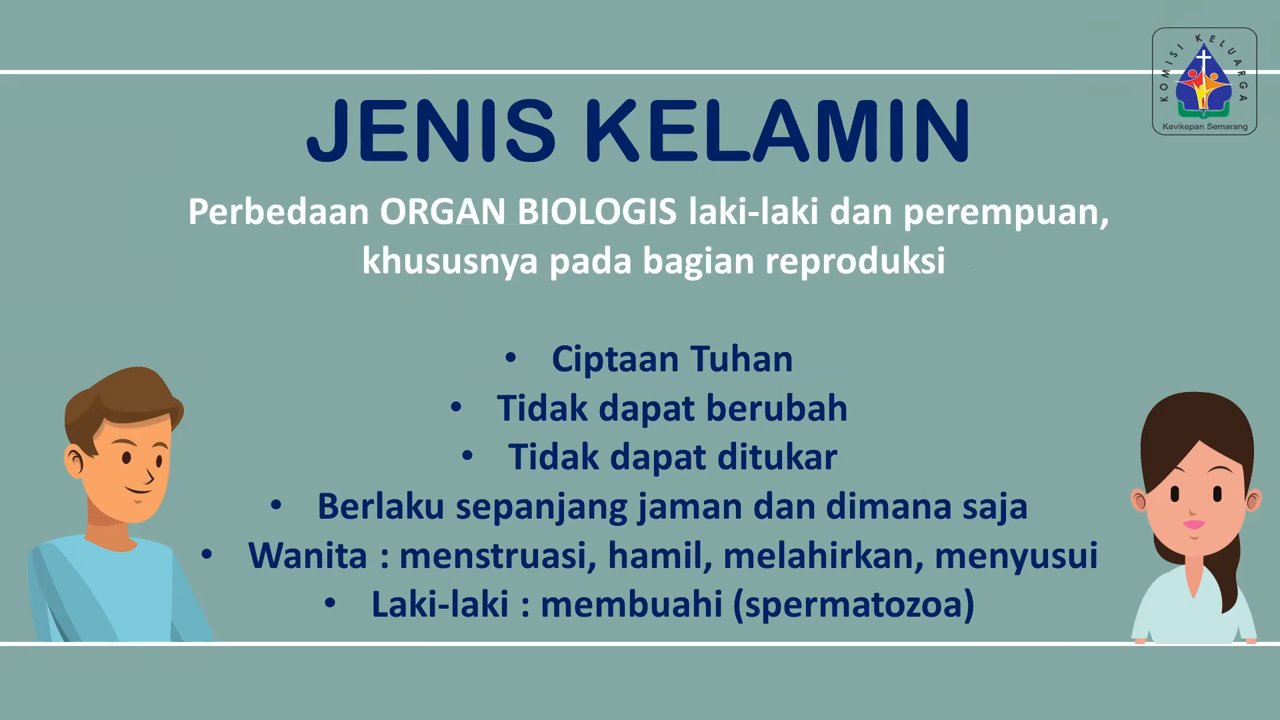 KOMISI KELUARGA
Kevikepan Semarang
JENIS KELAMIN
Perbedaan ORGAN BIOLOGIS laki-laki dan perempuan,
khususnya pada bagian reproduksi
• Ciptaan Tuhan
• Tidak dapat berubah
• Tidak dapat ditukar
• Berlaku sepanjang jaman dan dimana saja
• Wanita : menstruasi, hamil, melahirkan, menyusui
• Laki-laki : membuahi (spermatozoa)